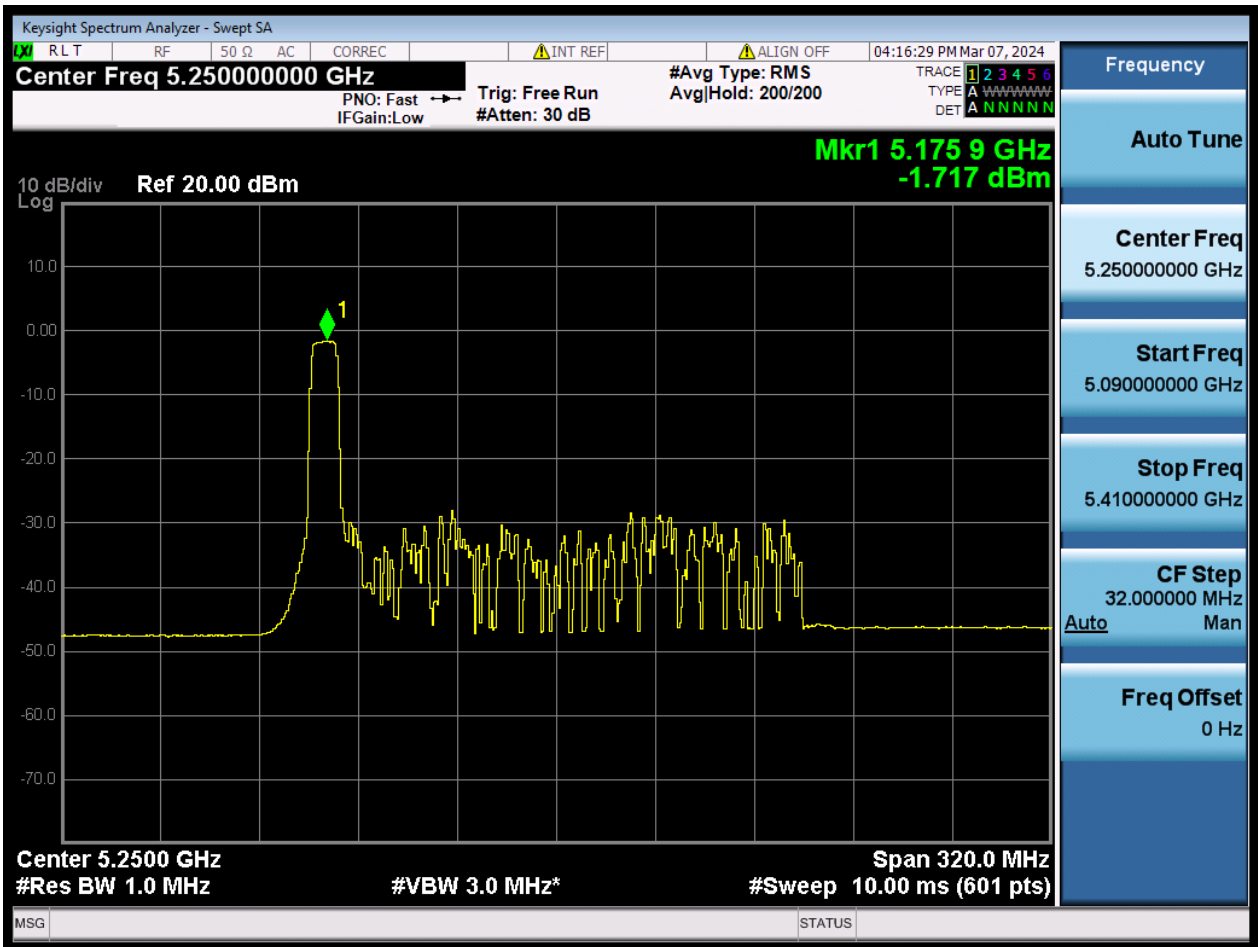 Keysight Spectrum Analyzer - Swept SA
LXI RLT RF 50 Ω AC CORREC INT REF ALIGN OFF 04:16:29 PM Mar 07, 2024
Center Freq 5.250000000 GHz
PNO: Fast
IFGain:Low
Trig: Free Run
#Atten: 30 dB
#Avg Type: RMS
Avg|Hold: 200/200
TRACE 1 2 3 4 5 6
TYPE A WWWWW
DET A N N N N N
Mkr1 5.175 9 GHz
-1.717 dBm
10 dB/div Ref 20.00 dBm
Log
1
10.0
0.00
-10.0
-20.0
-30.0
-40.0
-50.0
-60.0
-70.0
Center 5.2500 GHz Span 320.0 MHz
#Res BW 1.0 MHz #VBW 3.0 MHz* #Sweep 10.00 ms (601 pts)
MSG STATUS
Frequency
Auto Tune
Center Freq
5.250000000 GHz
Start Freq
5.090000000 GHz
Stop Freq
5.410000000 GHz
CF Step
32.000000 MHz
Auto Man
Freq Offset
0 Hz